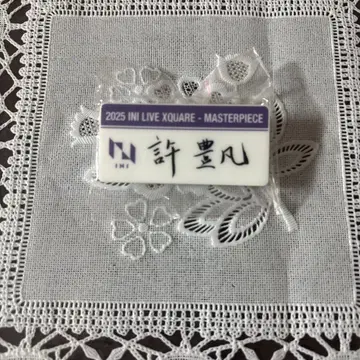 2025 INI LIVE XQUARE - MASTERPIECE
許 豊凡
INI